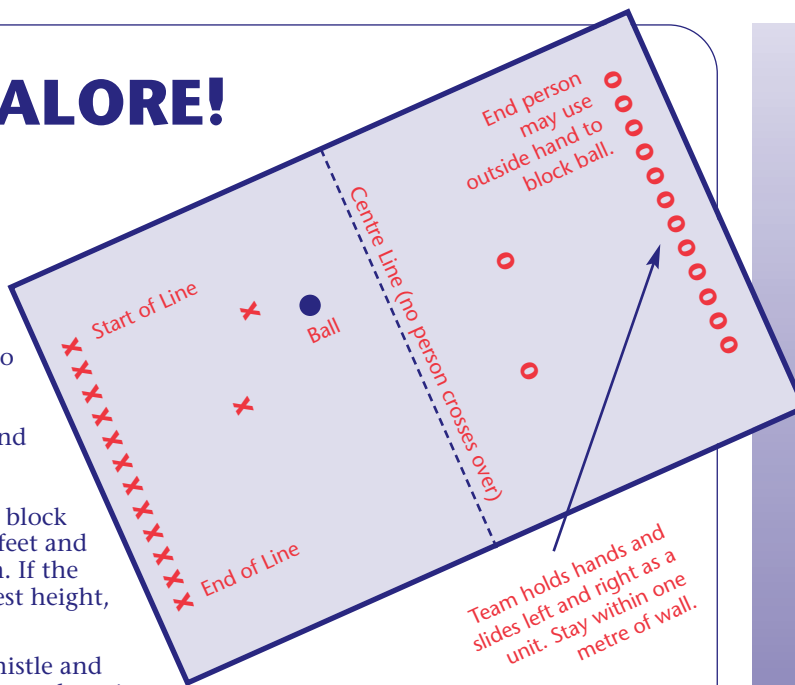 ALORE!
o
nd
block
feet and
n. If the
est height,
histle and
Start of Line
Ball
End of Line
Centre Line (no person crosses over)
End person
may use
outside hand to
block ball.
Team holds hands and
slides left and right as a
unit. Stay within one
metre of wall.